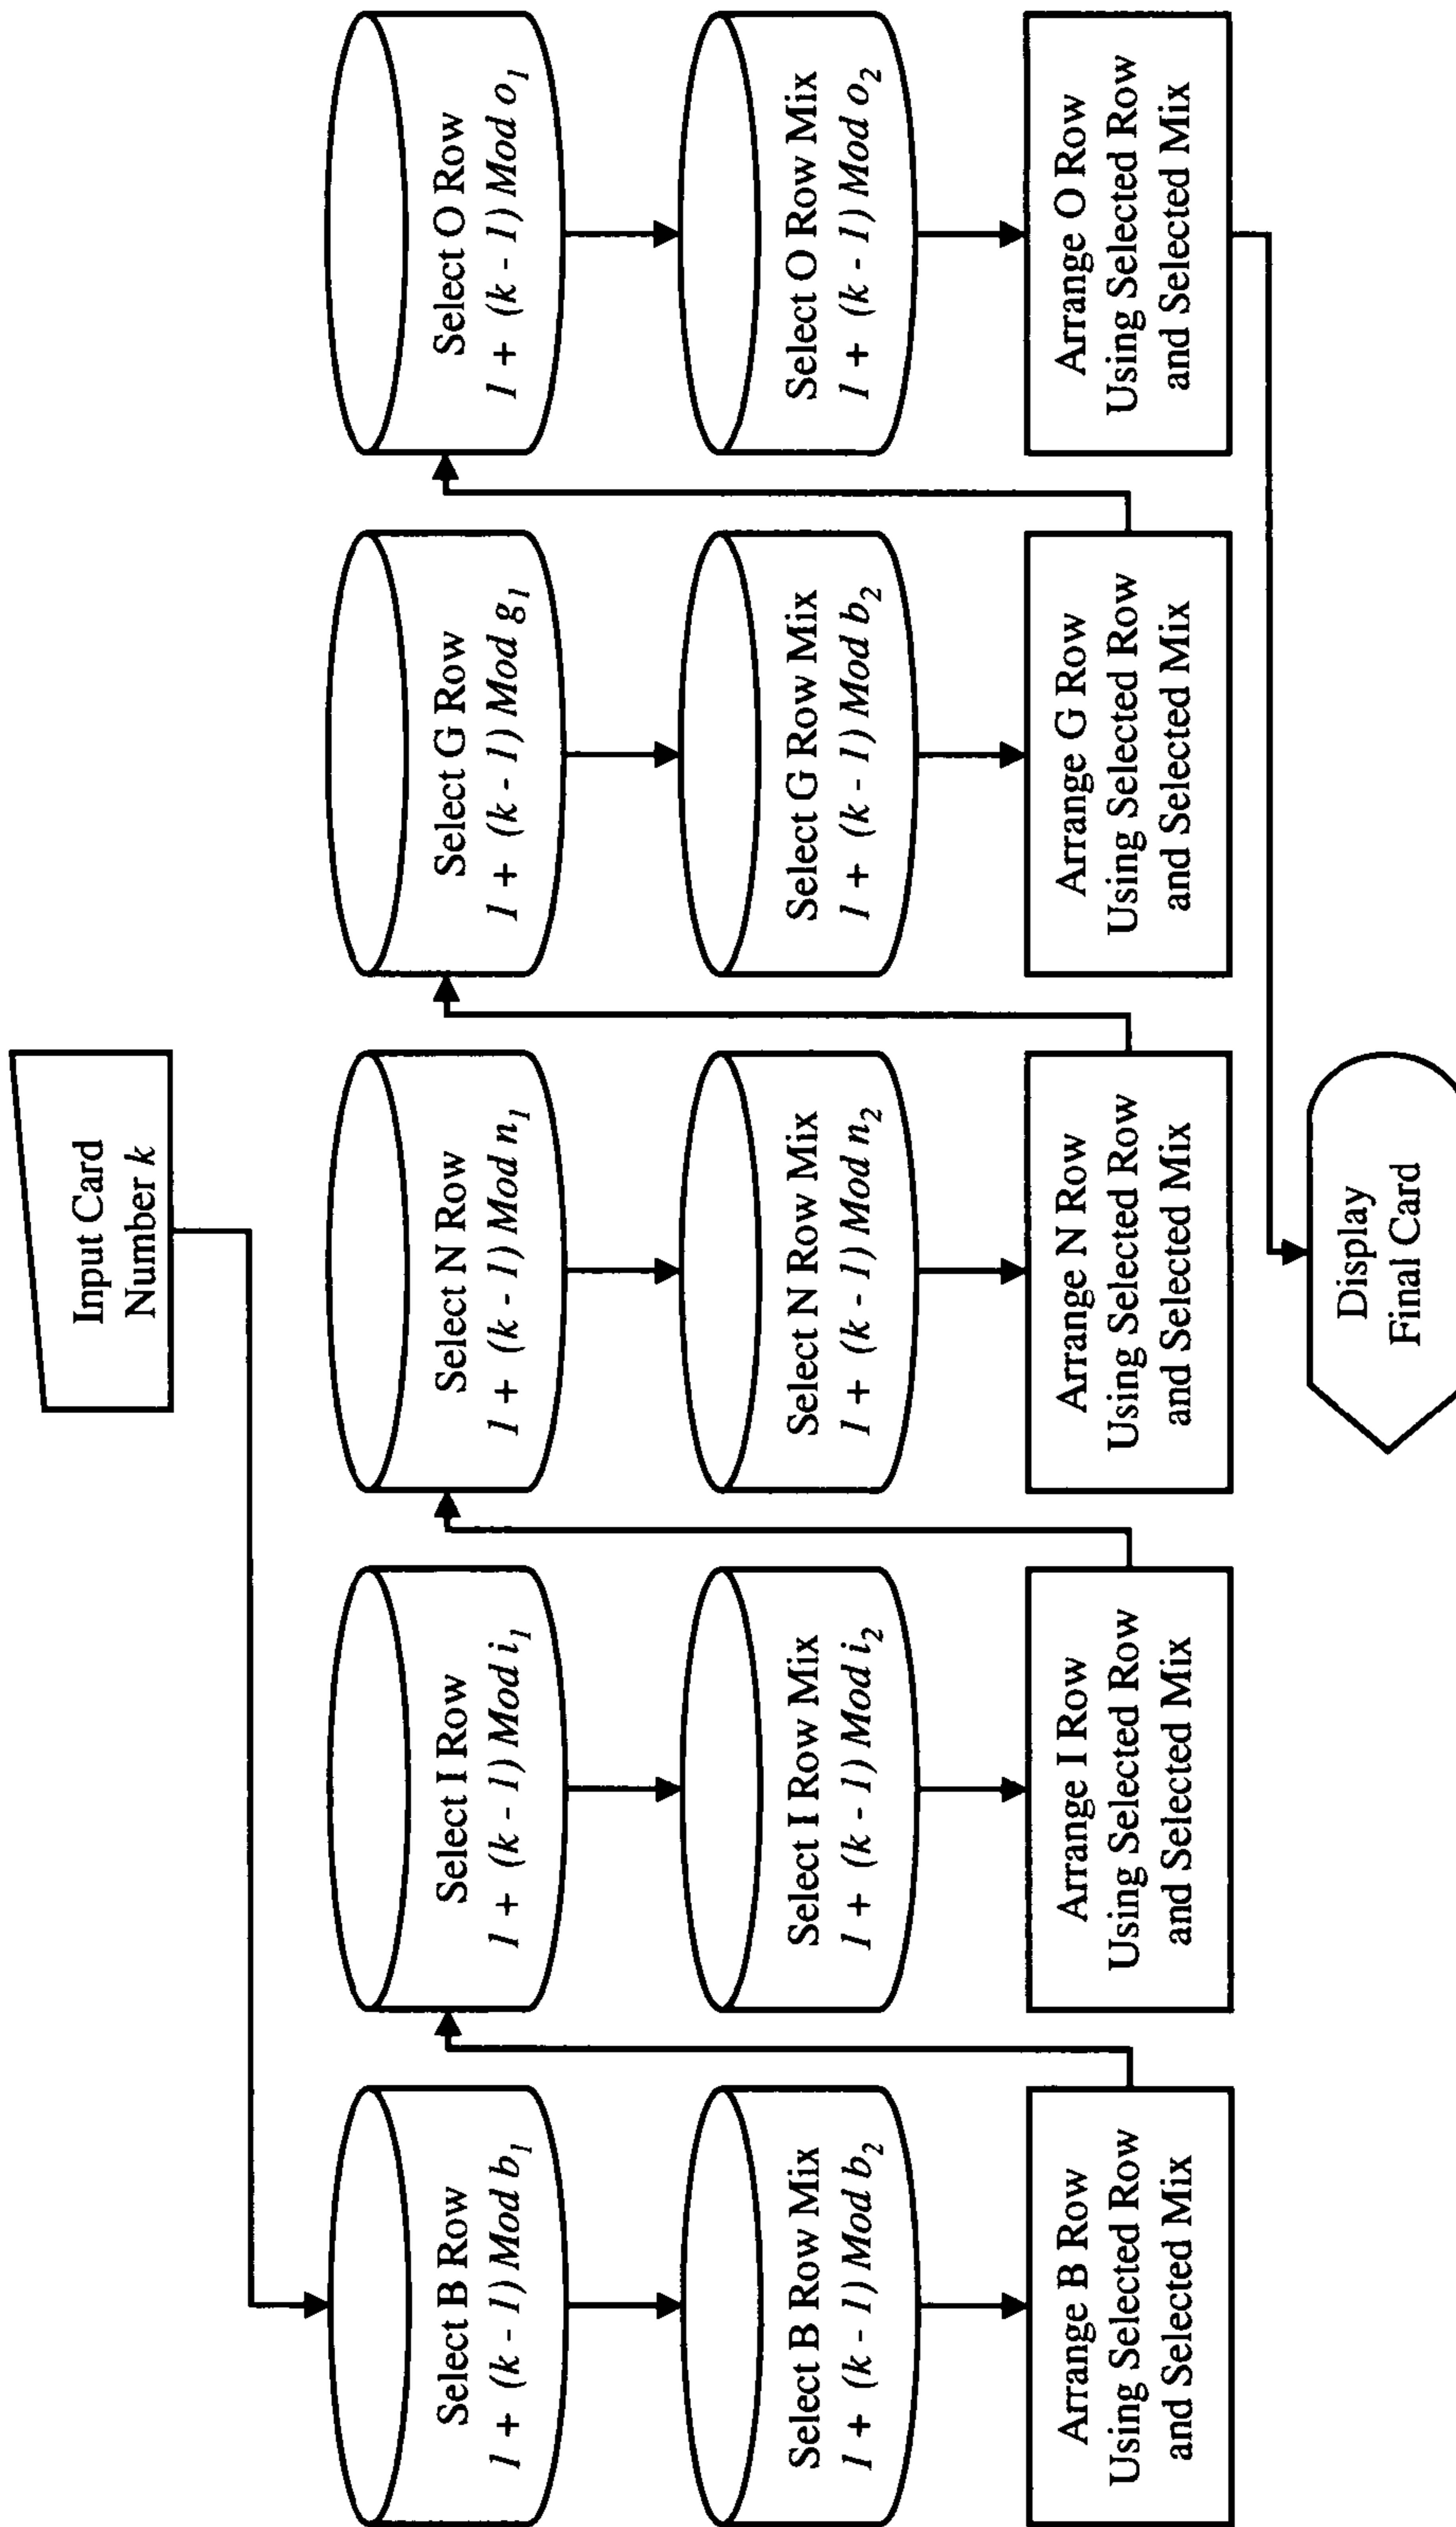 Input Card
Number k
Select B Row
1 + (k - 1) Mod b₁
Select B Row Mix
1 + (k - 1) Mod b₂
Arrange B Row
Using Selected Row
and Selected Mix
Select I Row
1 + (k - 1) Mod i₁
Select I Row Mix
1 + (k - 1) Mod i₂
Arrange I Row
Using Selected Row
and Selected Mix
Select N Row
1 + (k - 1) Mod n₁
Select N Row Mix
1 + (k - 1) Mod n₂
Arrange N Row
Using Selected Row
and Selected Mix
Select G Row
1 + (k - 1) Mod g₁
Select G Row Mix
1 + (k - 1) Mod b₂
Arrange G Row
Using Selected Row
and Selected Mix
Select O Row
1 + (k - 1) Mod o₁
Select O Row Mix
1 + (k - 1) Mod o₂
Arrange O Row
Using Selected Row
and Selected Mix
Display
Final Card